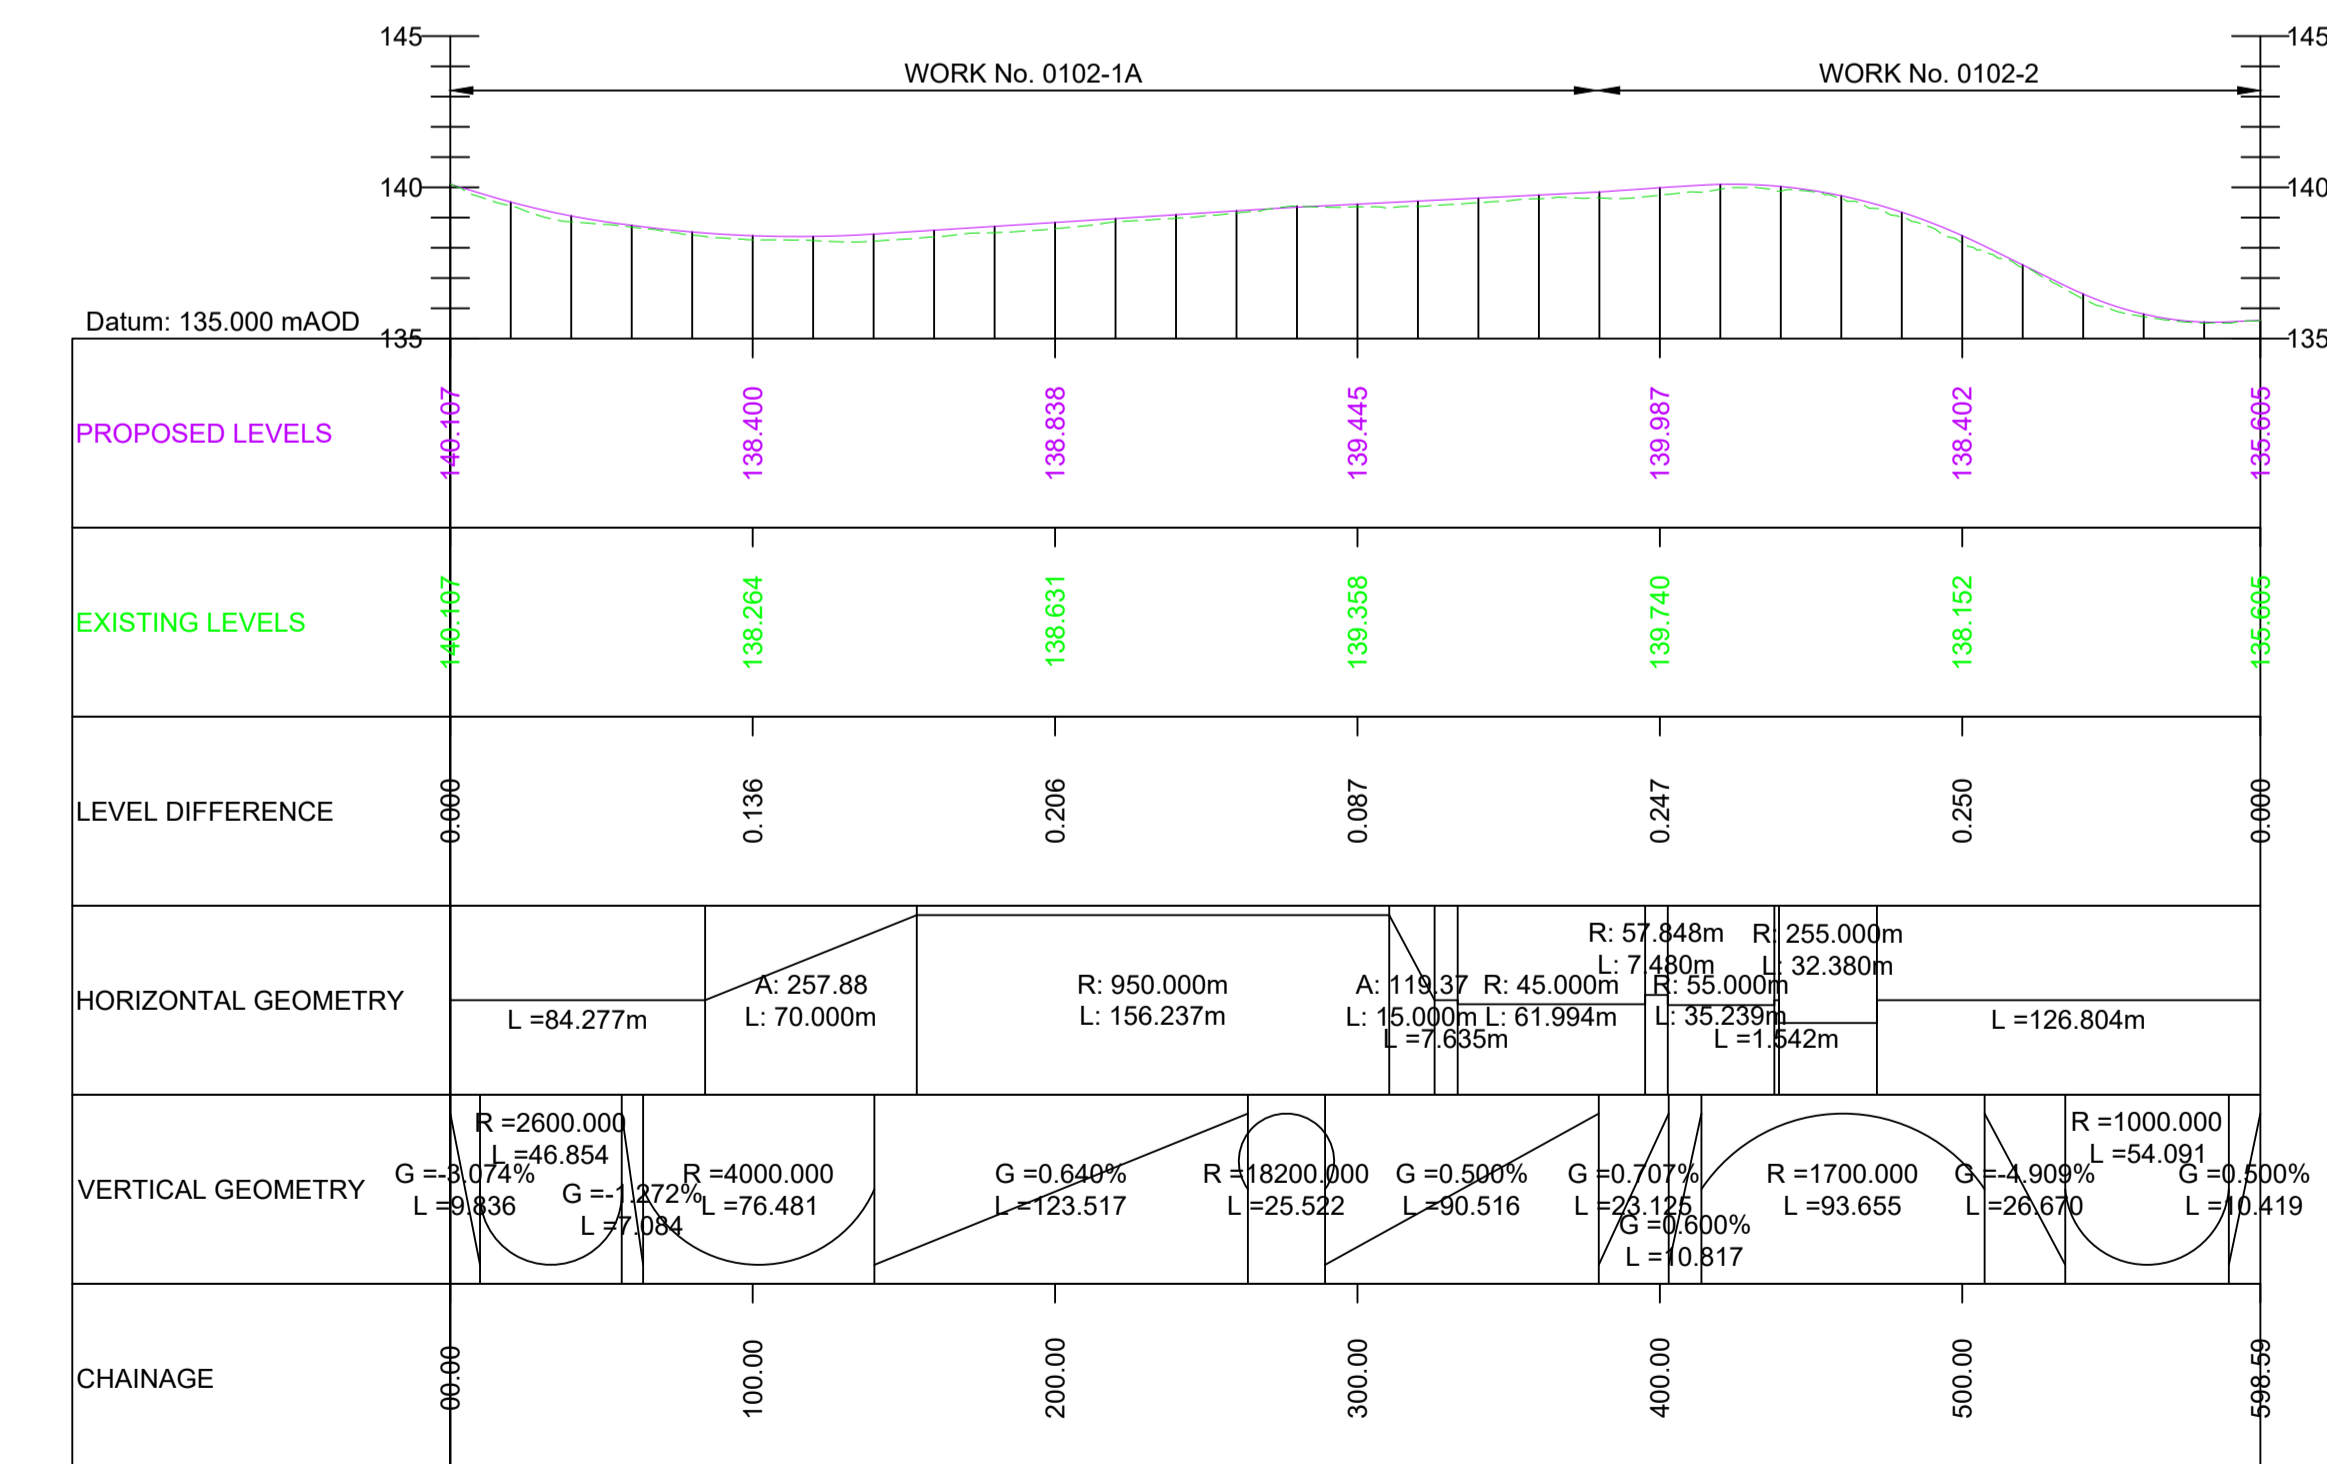 145
145
WORK No. 0102-1A
WORK No. 0102-2
140
140
Datum: 135.000 mAOD
135
135
PROPOSED LEVELS
140.107
138.400
138.838
139.445
139.987
138.402
135.605
EXISTING LEVELS
140.107
138.264
138.631
139.358
139.740
138.152
135.605
LEVEL DIFFERENCE
0.000
0.136
0.206
0.087
0.247
0.250
0.000
HORIZONTAL GEOMETRY
L =84.277m
A: 257.88
L: 70.000m
R: 950.000m
L: 156.237m
A: 119.37
L: 15.000m
L =7.635m
R: 45.000m
L: 61.994m
R: 57.848m
L: 7.480m
R: 55.000m
L: 35.239m
L =1.542m
R: 255.000m
L: 32.380m
L =126.804m
VERTICAL GEOMETRY
G =-3.074%
L =9.836
R =2600.000
L =46.854
G =-1.272%
L =7.084
R =4000.000
L =76.481
G =0.640%
L =123.517
R =18200.000
L =25.522
G =0.500%
L =90.516
G =0.707%
L =23.125
G =0.600%
L =10.817
R =1700.000
L =93.655
G =-4.909%
L =26.670
R =1000.000
L =54.091
G =0.500%
L =10.419
CHAINAGE
00.00
100.00
200.00
300.00
400.00
500.00
598.59